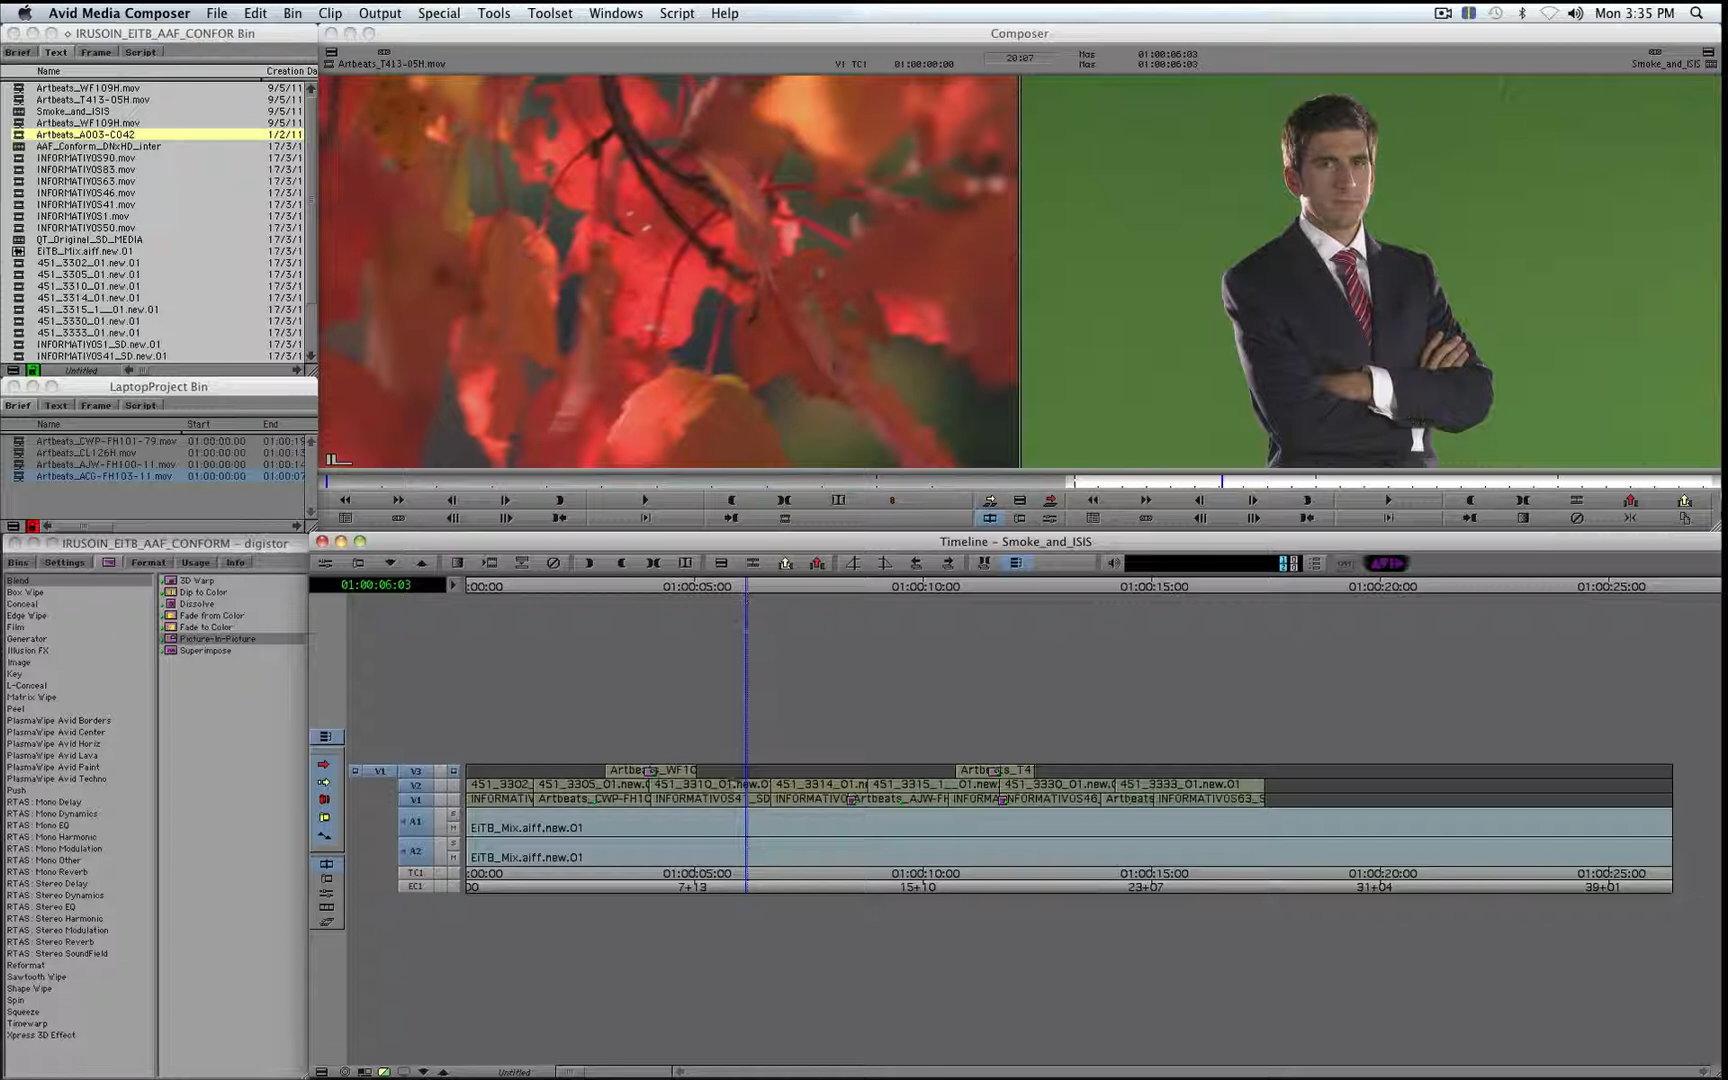 Avid Media Composer File Edit Bin Clip Output Special Tools Toolset Windows Script Help Mon 3:35 PM
IRUSOIN_EITB_AAF_CONFOR Bin
Brief Text Frame Script
Name Creation Da
Artbeats_WF109H.mov 9/5/11
Artbeats_T413-05H.mov 9/5/11
Smoke_and_ISIS 9/5/11
Artbeats_WF109H.mov 9/5/11
Artbeats_A003-C042 1/2/11
AAF_Conform_DNxHD_inter 17/3/1
INFORMATIVOS90.mov 17/3/1
INFORMATIVOS83.mov 17/3/1
INFORMATIVOS63.mov 17/3/1
INFORMATIVOS46.mov 17/3/1
INFORMATIVOS41.mov 17/3/1
INFORMATIVOS1.mov 17/3/1
INFORMATIVOS50.mov 17/3/1
QT_Original_SD_MEDIA 17/3/1
EiTB_Mix.aiff.new.01 17/3/1
451_3302_01.new.01 17/3/1
451_3305_01.new.01 17/3/1
451_3310_01.new.01 17/3/1
451_3314_01.new.01 17/3/1
451_3315_1__01.new.01 17/3/1
451_3330_01.new.01 17/3/1
451_3333_01.new.01 17/3/1
INFORMATIVOS1_SD.new.01 17/3/1
INFORMATIVOS41_SD.new.01 17/3/1
Untitled
LaptopProject Bin
Brief Text Frame Script
Name Start End
Artbeats_CWP-FH101-79.mov 01:00:00:00 01:00:19
Artbeats_CL126H.mov 01:00:00:00 01:00:12
Artbeats_AJW-FH100-11.mov 01:00:00:00 01:00:14
Artbeats_ACG-FH103-11.mov 01:00:00:00 01:00:07
Composer
Artbeats_T413-05H.mov V1 TC1 01:00:00:00 20:07 Mas 01:00:06:03 Smoke_and_ISIS
Mas 01:00:06:03
IRUSOIN_EITB_AAF_CONFORM - digistor
Bins Settings Format Usage Info
Blend
Box Wipe
Conceal
Edge Wipe
Film
Generator
Illusion FX
Image
Key
L-Conceal
Matrix Wipe
Peel
PlasmaWipe Avid Borders
PlasmaWipe Avid Center
PlasmaWipe Avid Horiz
PlasmaWipe Avid Lava
PlasmaWipe Avid Paint
PlasmaWipe Avid Techno
Push
RTAS: Mono Delay
RTAS: Mono Dynamics
RTAS: Mono EQ
RTAS: Mono Harmonic
RTAS: Mono Modulation
RTAS: Mono Other
RTAS: Mono Reverb
RTAS: Stereo Delay
RTAS: Stereo Dynamics
RTAS: Stereo EQ
RTAS: Stereo Harmonic
RTAS: Stereo Modulation
RTAS: Stereo Reverb
RTAS: Stereo SoundField
Reformat
Sawtooth Wipe
Shape Wipe
Spin
Squeeze
Timewarp
Xpress 3D Effect
3D Warp
Dip to Color
Dissolve
Fade from Color
Fade to Color
Picture-In-Picture
Superimpose
Timeline - Smoke_and_ISIS
01:00:06:03 :00:00 01:00:05:00 01:00:10:00 01:00:15:00 01:00:20:00 01:00:25:00
V1 V3 Artbeats_WF10 Artbeats_T4
V2 451_3302_ 451_3305_01.new.0 451_3310_01.new.0 451_3314_01.n 451_3315_1__01.new. 451_3330_01.new.0 451_3333_01.new.01
V1 INFORMATIV Artbeats_CWP-FH10 INFORMATIVOS4 _SD INFORMATIVO Artbeats_AJW-FH INFORMA INFORMATIVOS46_ Artbeats INFORMATIVOS63_S
A1 S M EiTB_Mix.aiff.new.01
A2 S M EiTB_Mix.aiff.new.01
TC1 :00:00 01:00:05:00 01:00:10:00 01:00:15:00 01:00:20:00 01:00:25:00
EC1 00 7+13 15+10 23+07 31+04 39+01
Untitled